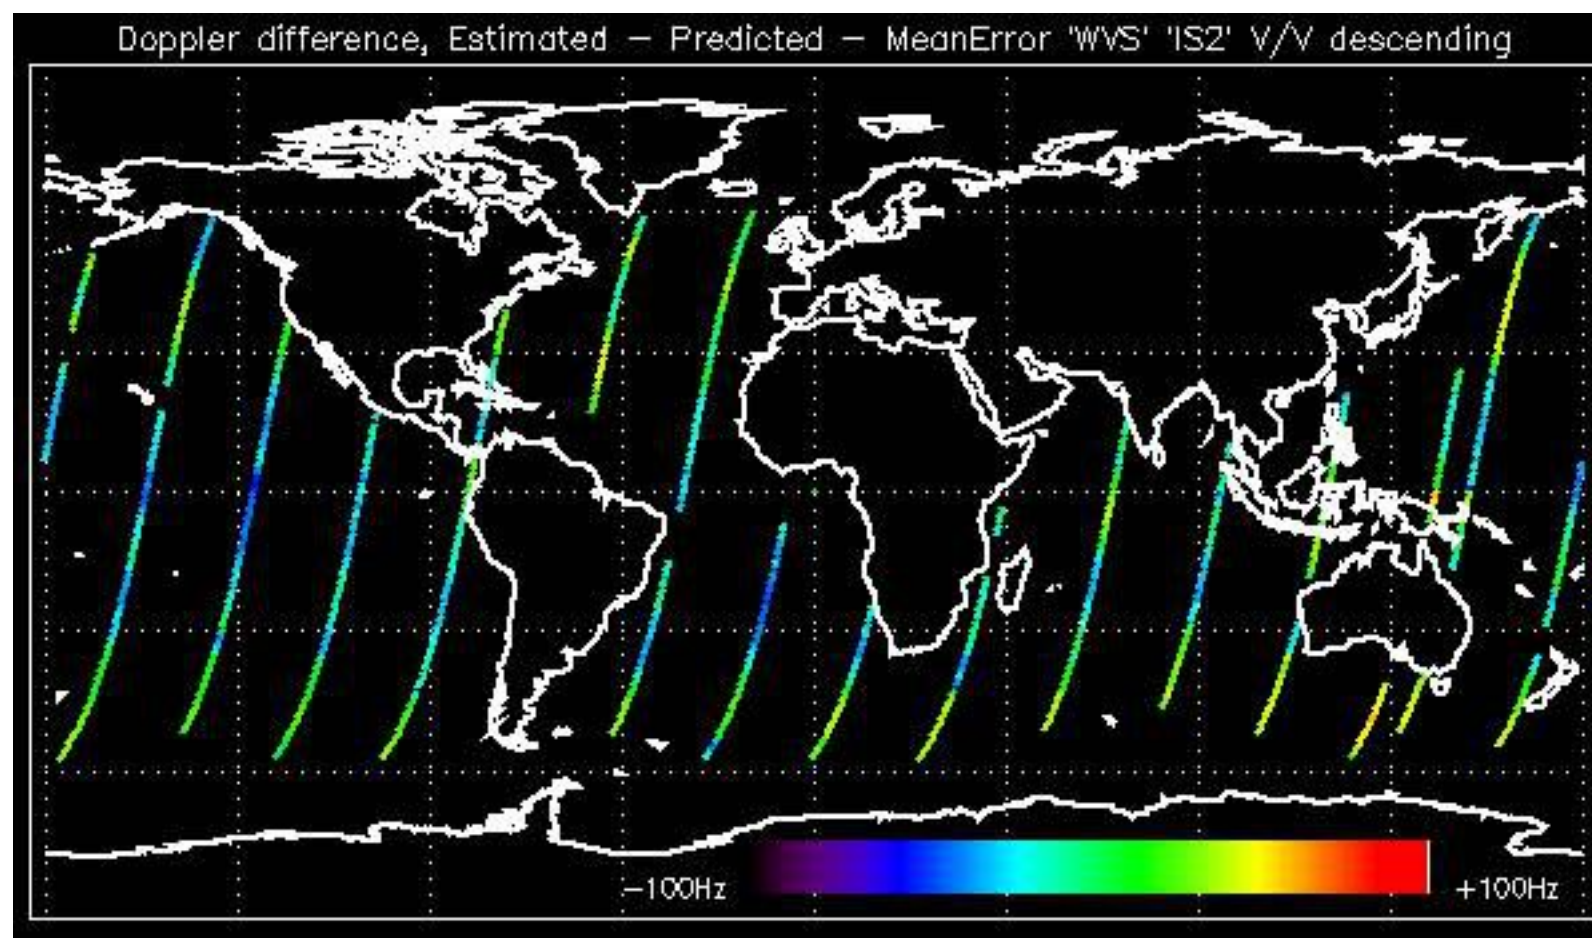 Doppler difference, Estimated – Predicted – MeanError 'WVS' 'IS2' V/V descending
–100Hz +100Hz